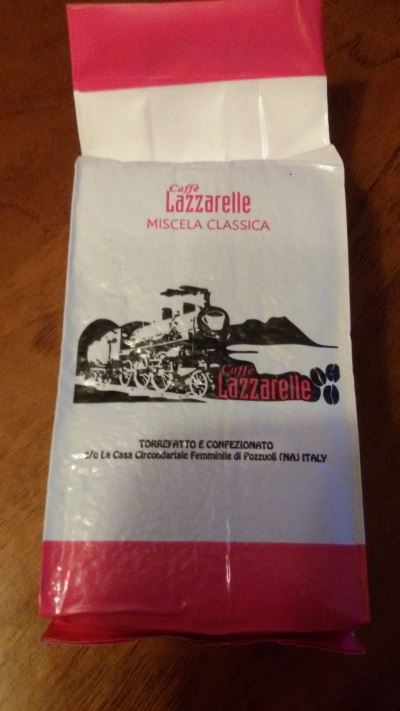 Caffè
Lazzarelle
MISCELA CLASSICA
Caffè
Lazzarelle
TORREFATTO E CONFEZIONATO
c/o La Casa Circondariale Femminile di Pozzuoli (NA) ITALY